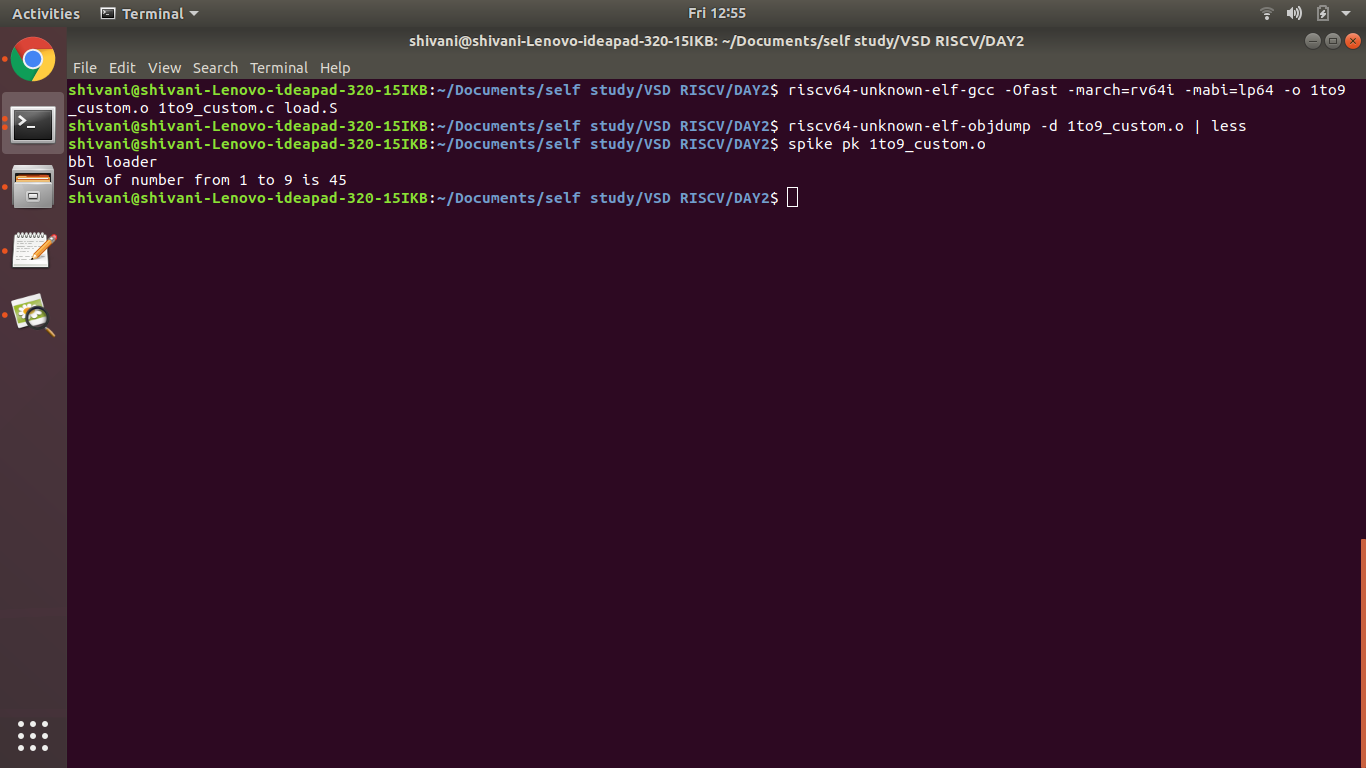 Activities Terminal Fri 12:55
shivani@shivani-Lenovo-ideapad-320-15IKB: ~/Documents/self study/VSD RISCV/DAY2
File Edit View Search Terminal Help
shivani@shivani-Lenovo-ideapad-320-15IKB:~/Documents/self study/VSD RISCV/DAY2$ riscv64-unknown-elf-gcc -Ofast -march=rv64i -mabi=lp64 -o 1to9
_custom.o 1to9_custom.c load.S
shivani@shivani-Lenovo-ideapad-320-15IKB:~/Documents/self study/VSD RISCV/DAY2$ riscv64-unknown-elf-objdump -d 1to9_custom.o | less
shivani@shivani-Lenovo-ideapad-320-15IKB:~/Documents/self study/VSD RISCV/DAY2$ spike pk 1to9_custom.o
bbl loader
Sum of number from 1 to 9 is 45
shivani@shivani-Lenovo-ideapad-320-15IKB:~/Documents/self study/VSD RISCV/DAY2$